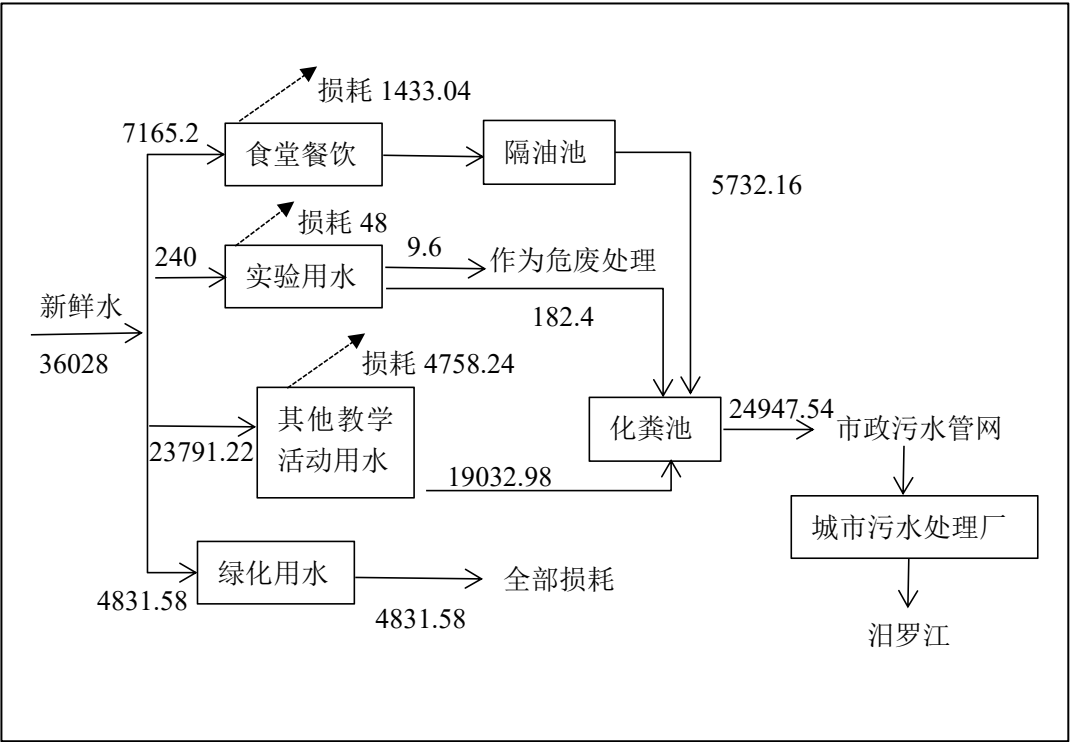 损耗 1433.04
7165.2
食堂餐饮
隔油池
5732.16
损耗 48
240
实验用水
9.6
作为危废处理
182.4
新鲜水
36028
损耗 4758.24
其他教学
活动用水
23791.22
19032.98
化粪池
24947.54
市政污水管网
城市污水处理厂
汨罗江
绿化用水
4831.58
4831.58
全部损耗